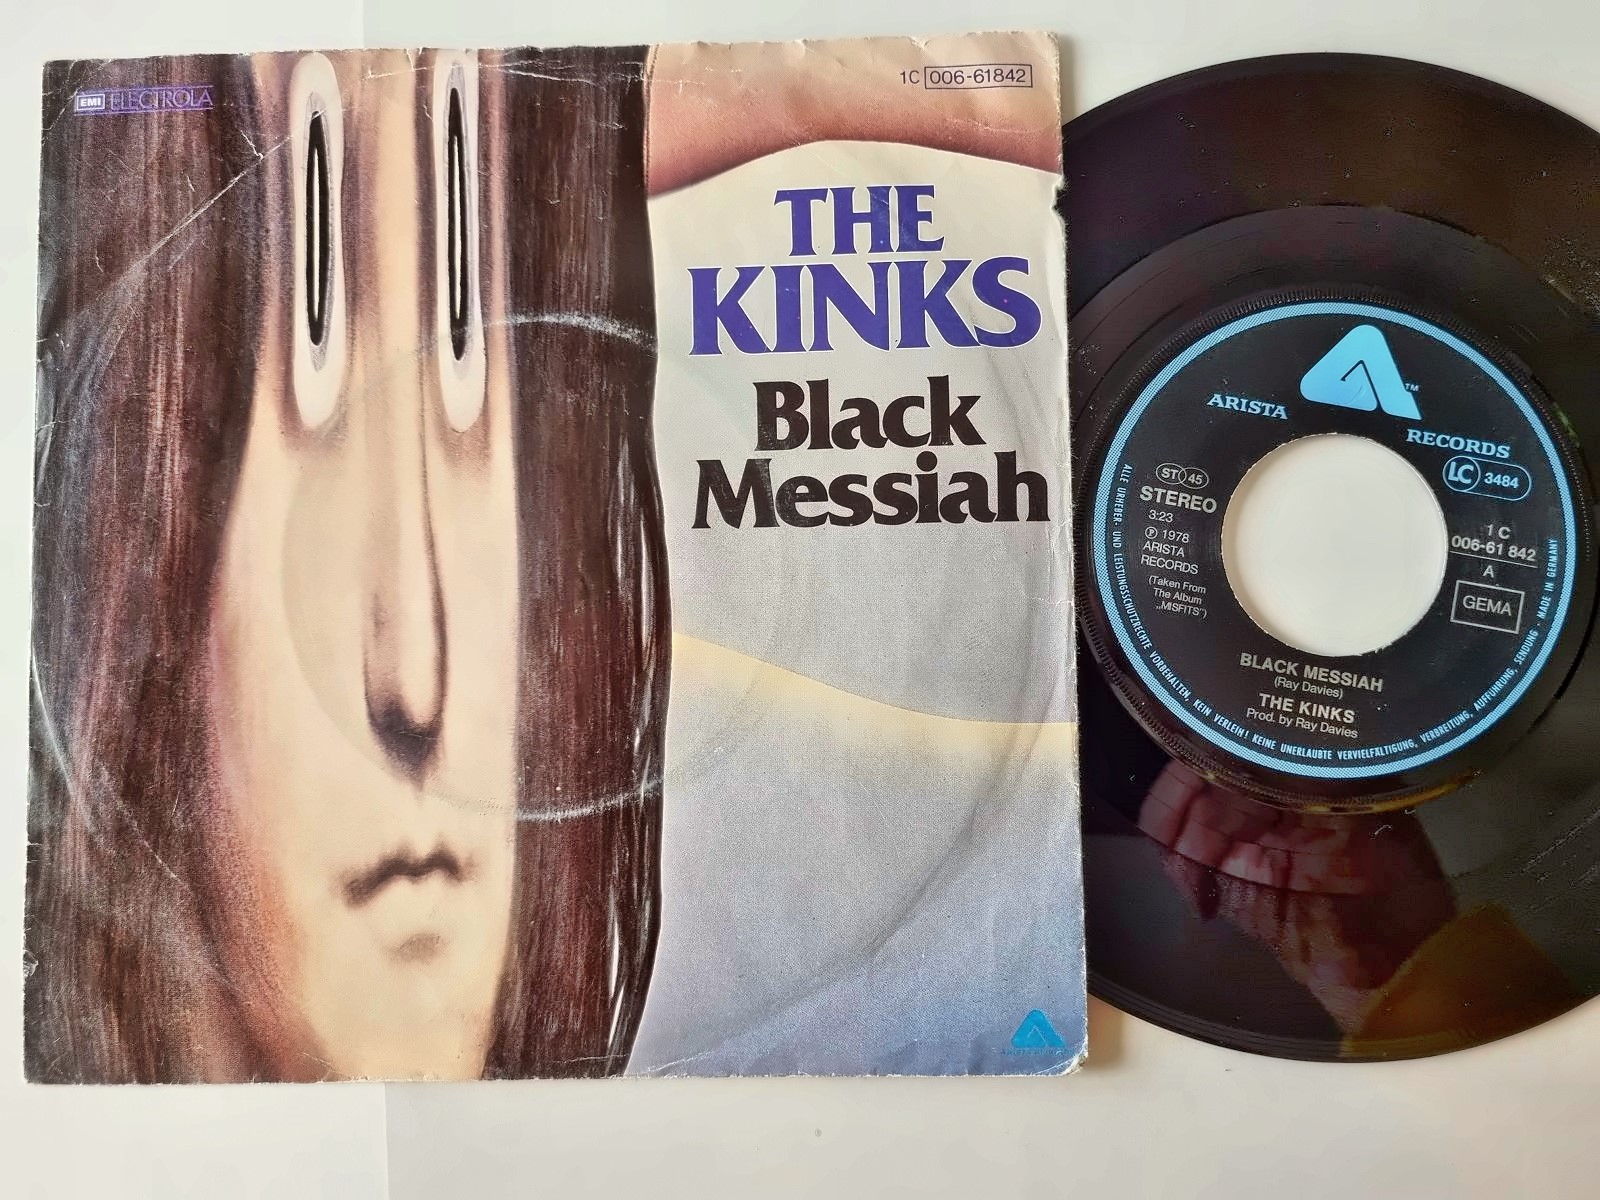 EMI ELECTROLA
1C 006-61842
THE
KINKS
Black
Messiah
ARISTA
RECORDS
TM
ST 45
STEREO
3:23
℗ 1978
ARISTA
RECORDS
(Taken From
The Album
„MISFITS")
LC 3484
1 C
006-61 842
A
GEMA
BLACK MESSIAH
(Ray Davies)
THE KINKS
Prod. by Ray Davies
ALLE URHEBER- UND LEISTUNGSSCHUTZRECHTE VORBEHALTEN, KEIN VERLEIH! KEINE UNERLAUBTE VERVIELFÄLTIGUNG, VERBREITUNG, AUFFÜHRUNG, SENDUNG · MADE IN GERMANY